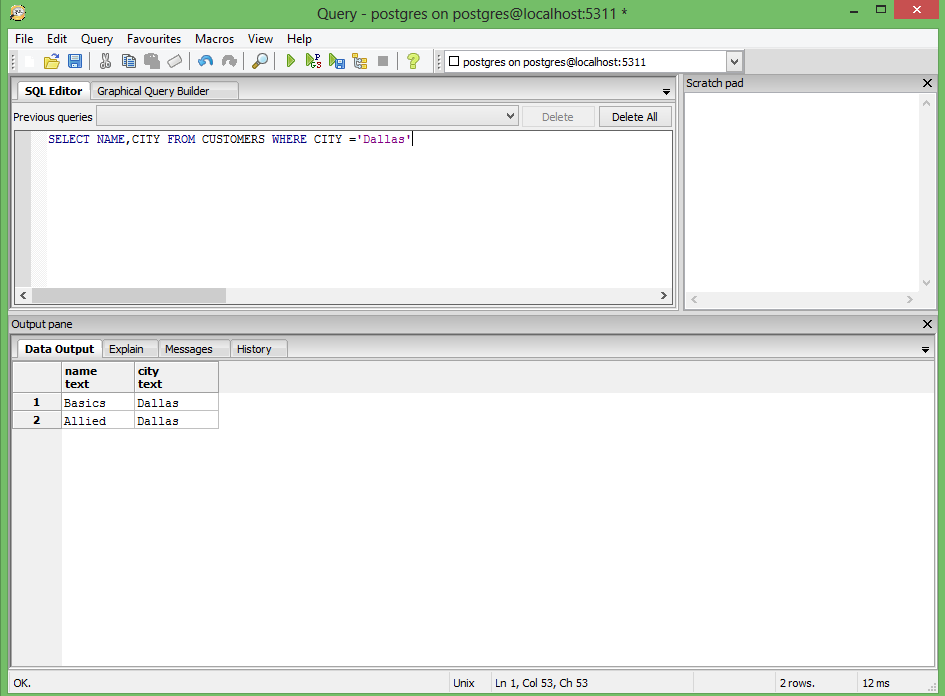 Query - postgres on postgres@localhost:5311 *
File Edit Query Favourites Macros View Help
postgres on postgres@localhost:5311
SQL Editor Graphical Query Builder
Scratch pad
Previous queries Delete Delete All
SELECT NAME,CITY FROM CUSTOMERS WHERE CITY ='Dallas'
Output pane
Data Output Explain Messages History
name city
text text
1 Basics Dallas
2 Allied Dallas
OK. Unix Ln 1, Col 53, Ch 53 2 rows. 12 ms